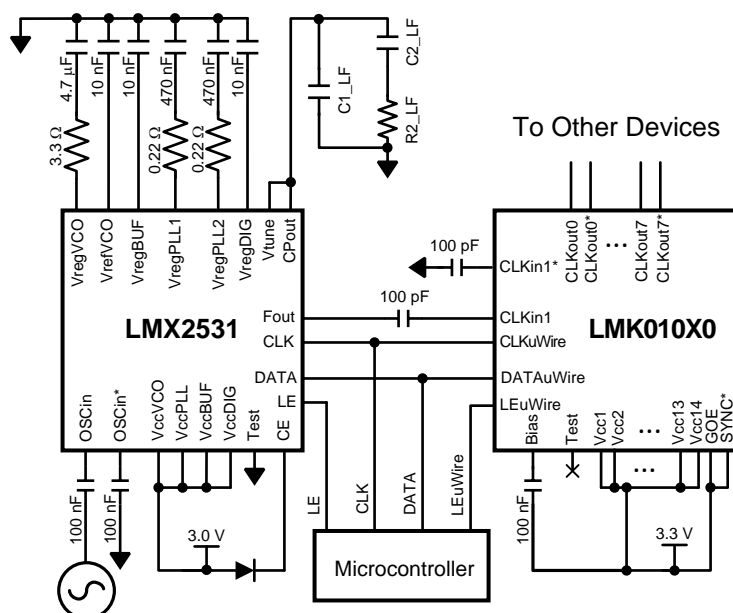 4.7 µF
10 nF
10 nF
470 nF
470 nF
10 nF
C1_LF
C2_LF
R2_LF
3.3 Ω
0.22 Ω
0.22 Ω
To Other Devices
VregVCO
VrefVCO
VregBUF
VregPLL1
VregPLL2
VregDIG
Vtune
CPout
CLKout0
CLKout0*
...
CLKout7
CLKout7*
100 pF
CLKin1*
100 pF
Fout
CLKin1
LMX2531
LMK010X0
CLK
CLKuWire
DATA
DATAuWire
LE
LEuWire
OSCin
OSCin*
VccVCO
VccPLL
VccBUF
VccDIG
Test
CE
Bias
Test
Vcc1
Vcc2
...
Vcc13
Vcc14
GOE
SYNC*
...
100 nF
100 nF
LE
CLK
DATA
LEuWire
100 nF
3.0 V
3.3 V
Microcontroller